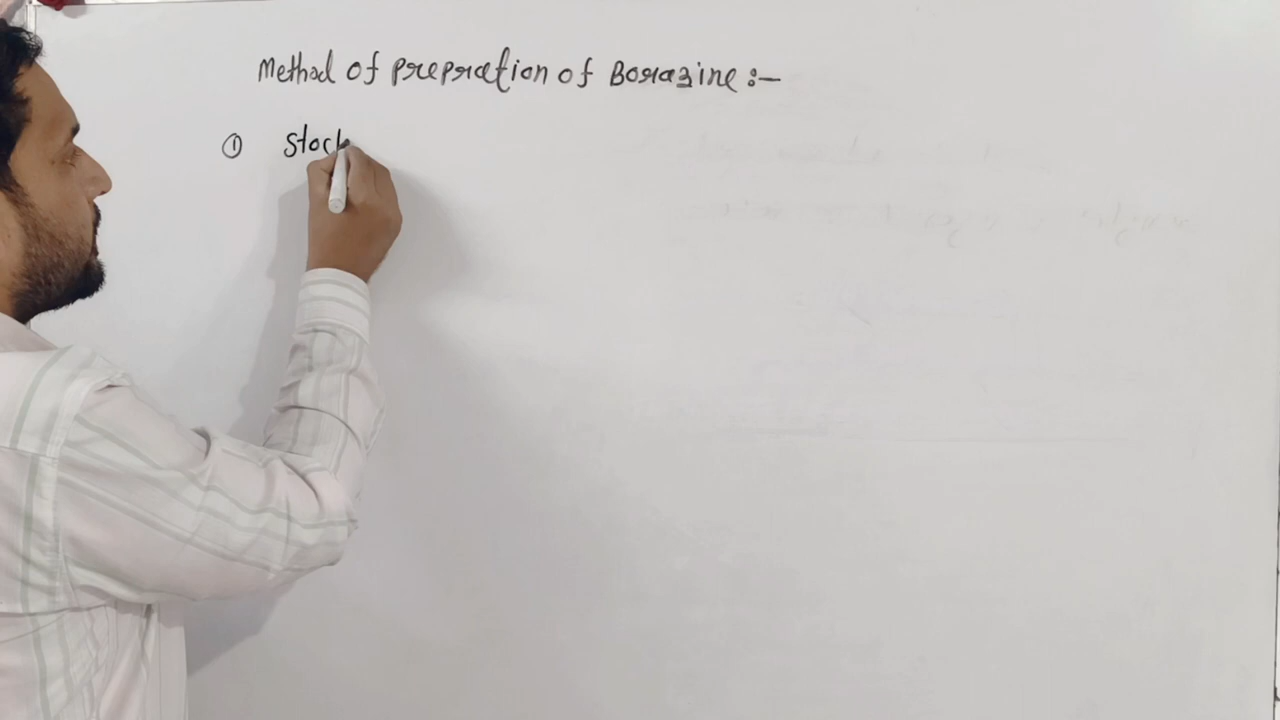 Method of prepration of Borazine :-
① Stock